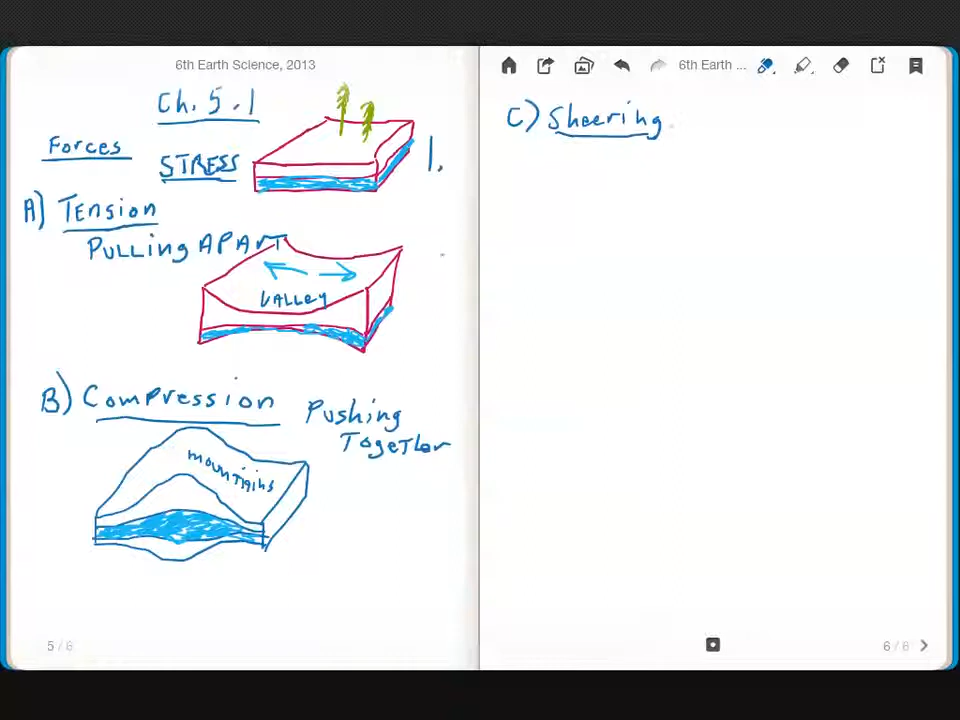 6th Earth Science, 2013
Ch. 5.1
Forces
STRESS
1.
A) TENsion
PULLing APART
VALLEY
B) Compression
Pushing
Together
mountiains
5 / 6
6th Earth ...
C) Sheering
6 / 6